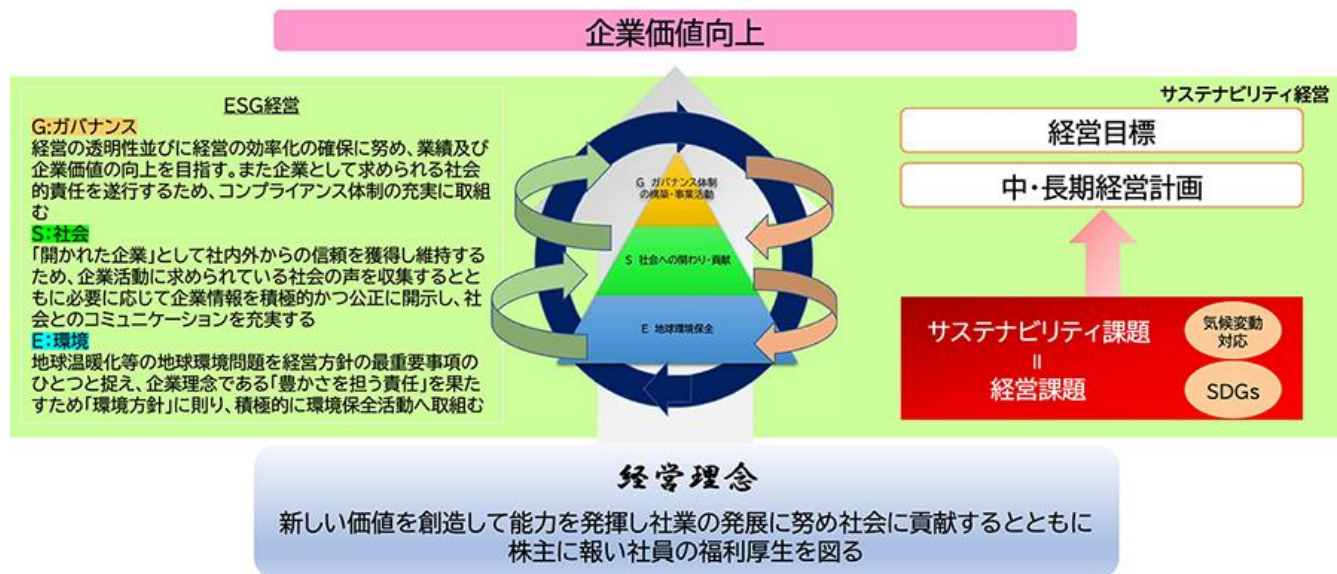 企業価値向上
ESG経営
G:ガバナンス
経営の透明性並びに経営の効率化の確保に努め、業績及び
企業価値の向上を目指す。また企業として求められる社会
的責任を遂行するため、コンプライアンス体制の充実に取組
む
S:社会
「開かれた企業」として社内外からの信頼を獲得し維持する
ため、企業活動に求められている社会の声を収集するとと
もに必要に応じて企業情報を積極的かつ公正に開示し、社
会とのコミュニケーションを充実する
E:環境
地球温暖化等の地球環境問題を経営方針の最重要事項の
ひとつと捉え、企業理念である「豊かさを担う責任」を果た
すため「環境方針」に則り、積極的に環境保全活動へ取組む
G ガバナンス体制
の構築・事業活動
S 社会への関わり・貢献
E 地球環境保全
サステナビリティ経営
経営目標
中・長期経営計画
サステナビリティ課題
=
経営課題
気候変動
対応
SDGs
経営理念
新しい価値を創造して能力を発揮し社業の発展に努め社会に貢献するとともに
株主に報い社員の福利厚生を図る